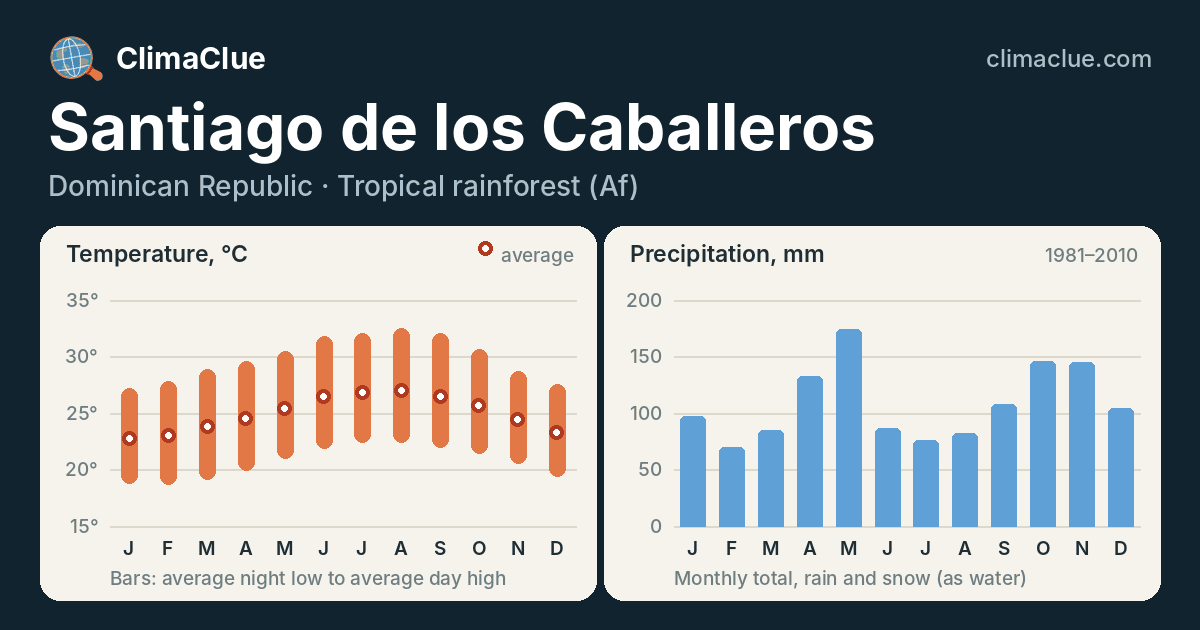 ClimaClue
climaclue.com
Santiago de los Caballeros
Dominican Republic · Tropical rainforest (Af)
Temperature, °C
average
35°
30°
25°
20°
15°
J F M A M J J A S O N D
Bars: average night low to average day high
Precipitation, mm
1981–2010
200
150
100
50
0
J F M A M J J A S O N D
Monthly total, rain and snow (as water)